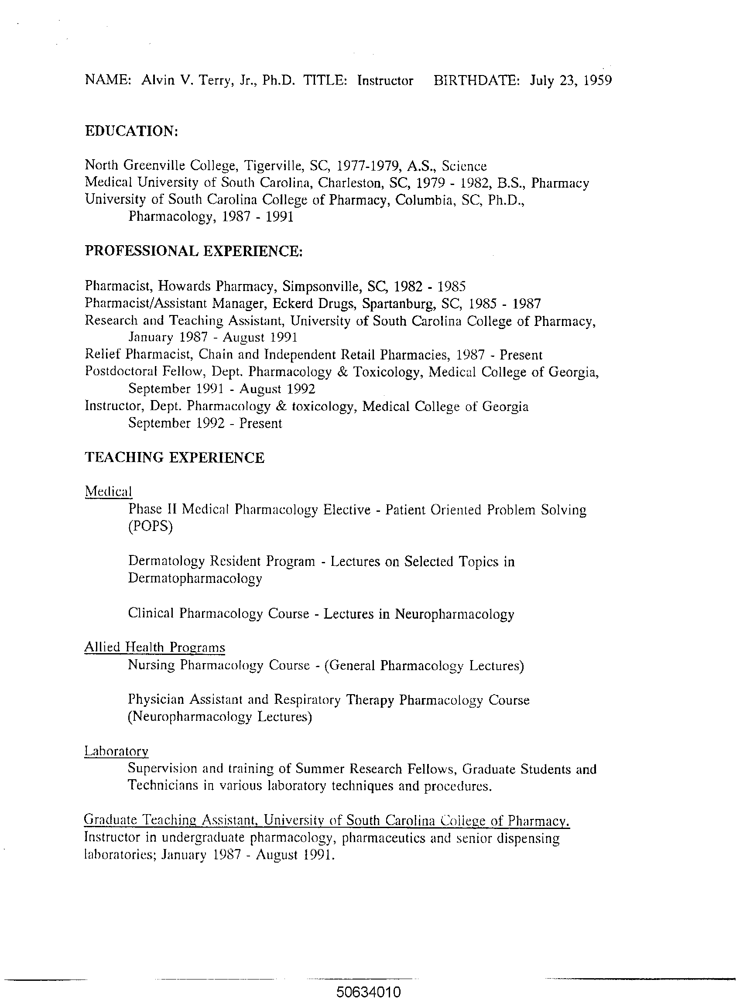 NAME: Alvin V. Terry, Jr., Ph.D. TITLE: Instructor BIRTHDATE: July 23, 1959
EDUCATION:
North Greenville College, Tigerville, SC, 1977-1979, A.S., Science
Medical University of South Carolina, Charleston, SC, 1979 - 1982, B.S., Pharmacy
University of South Carolina College of Pharmacy, Columbia, SC, Ph.D.,
Pharmacology, 1987 - 1991
PROFESSIONAL EXPERIENCE:
Pharmacist, Howards Pharmacy, Simpsonville, SC, 1982 - 1985
Pharmacist/Assistant Manager, Eckerd Drugs, Spartanburg, SC, 1985 - 1987
Research and Teaching Assistant, University of South Carolina College of Pharmacy,
January 1987 - August 1991
Relief Pharmacist, Chain and Independent Retail Pharmacies, 1987 - Present
Postdoctoral Fellow, Dept. Pharmacology & Toxicology, Medical College of Georgia,
September 1991 - August 1992
Instructor, Dept. Pharmacology & toxicology, Medical College of Georgia
September 1992 - Present
TEACHING EXPERIENCE
Medical
Phase II Medical Pharmacology Elective - Patient Oriented Problem Solving
(POPS)
Dermatology Resident Program - Lectures on Selected Topics in
Dermatopharmacology
Clinical Pharmacology Course - Lectures in Neuropharmacology
Allied Health Programs
Nursing Pharmacology Course - (General Pharmacology Lectures)
Physician Assistant and Respiratory Therapy Pharmacology Course
(Neuropharmacology Lectures)
Laboratory
Supervision and training of Summer Research Fellows, Graduate Students and
Technicians in various laboratory techniques and procedures.
Graduate Teaching Assistant, University of South Carolina College of Pharmacy.
Instructor in undergraduate pharmacology, pharmaceutics and senior dispensing
laboratories; January 1987 - August 1991.
50634010